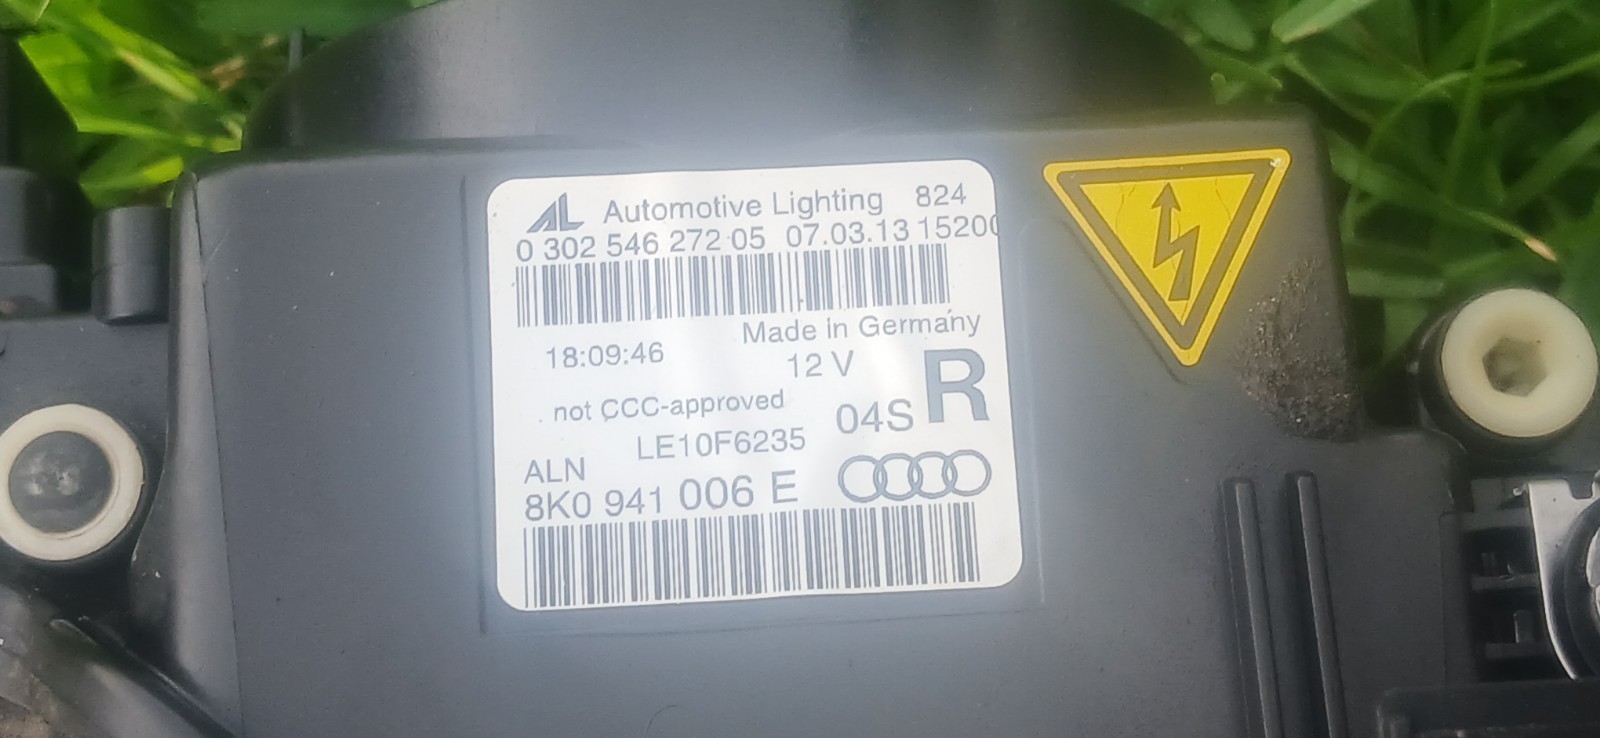 AL Automotive Lighting 824
0 302 546 272 05 07.03.13 15200
Made in Germany
18:09:46 12 V
. not CCC-approved
04S R
LE10F6235
ALN
8K0 941 006 E